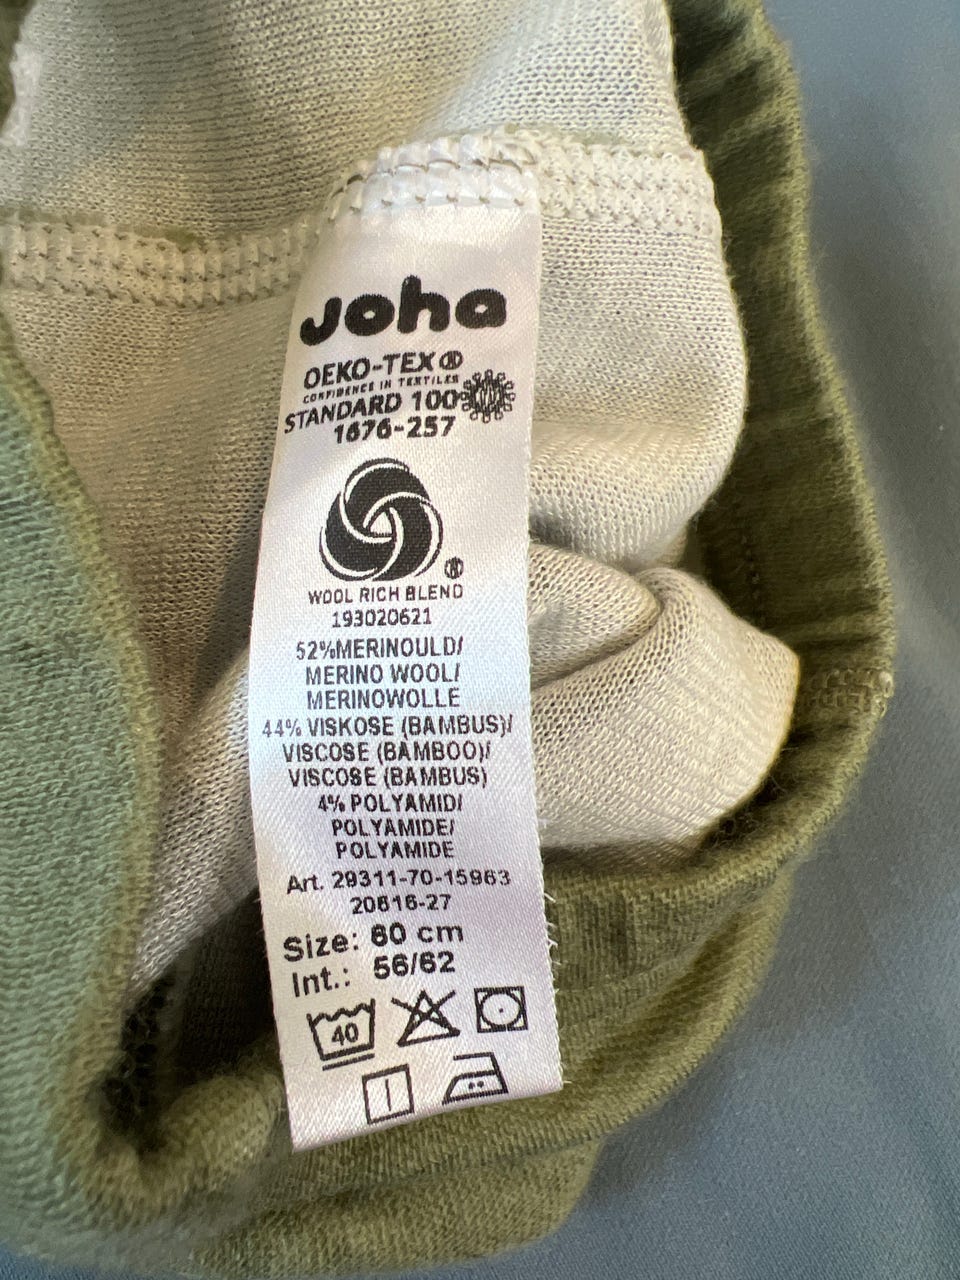 Joha
OEKO-TEX®
CONFIDENCE IN TEXTILES
STANDARD 100
1676-257
WOOL RICH BLEND
193020621
52%MERINOULD/
MERINO WOOL/
MERINOWOLLE
44% VISKOSE (BAMBUS)/
VISCOSE (BAMBOO)/
VISCOSE (BAMBUS)
4% POLYAMID/
POLYAMIDE/
POLYAMIDE
Art. 29311-70-15963
20616-27
Size: 60 cm
Int.: 56/62
40